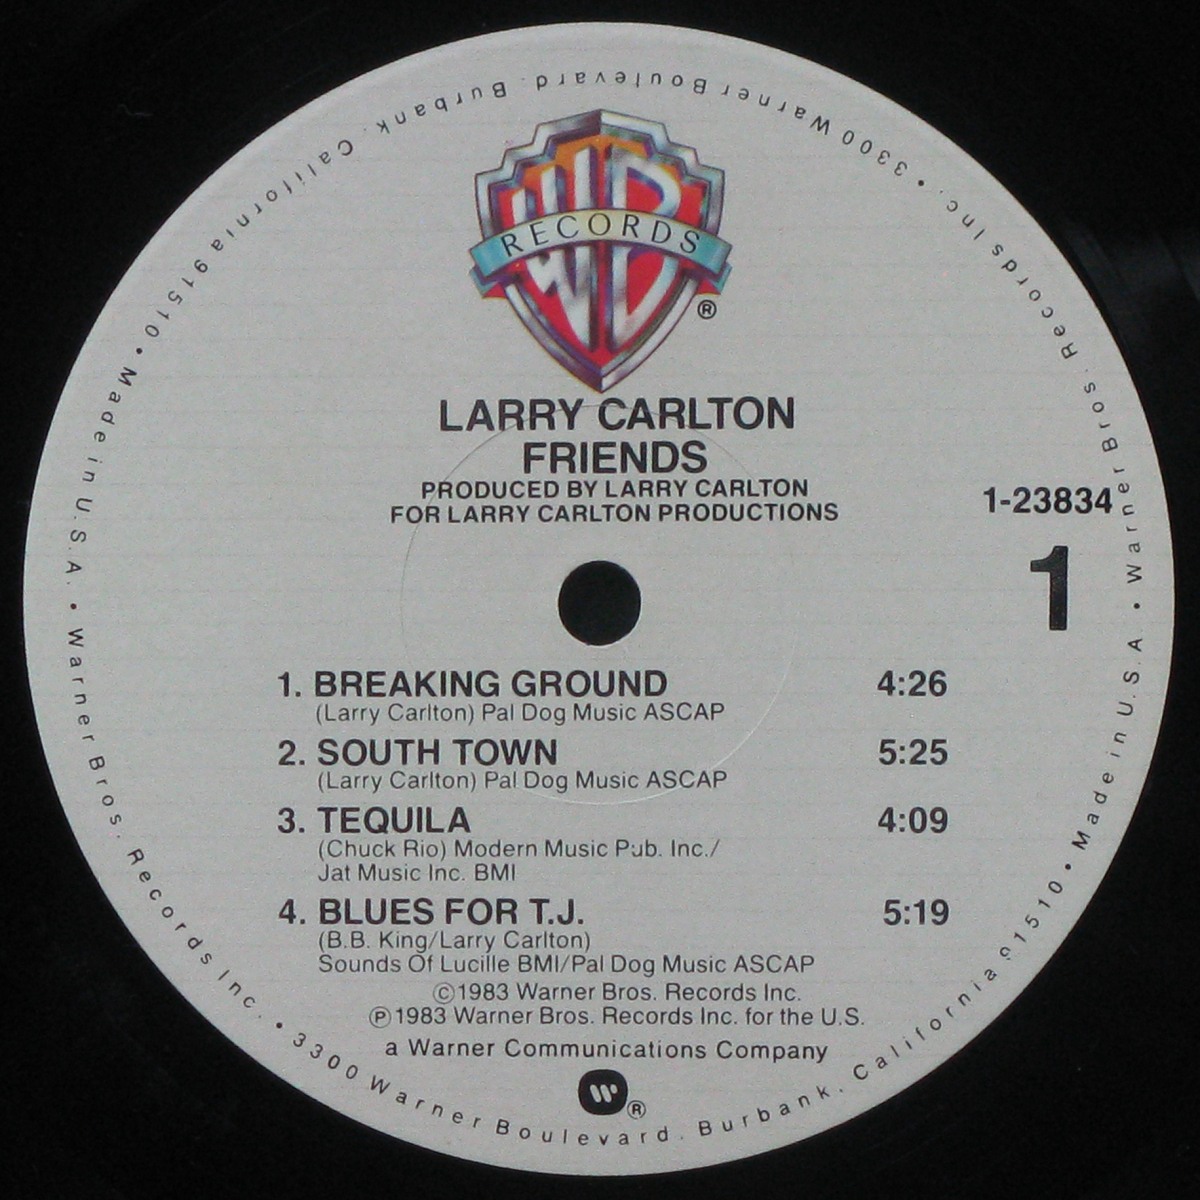 WB
RECORDS
®
LARRY CARLTON
FRIENDS
PRODUCED BY LARRY CARLTON
FOR LARRY CARLTON PRODUCTIONS
1-23834
1
1. BREAKING GROUND 4:26
(Larry Carlton) Pal Dog Music ASCAP
2. SOUTH TOWN 5:25
(Larry Carlton) Pal Dog Music ASCAP
3. TEQUILA 4:09
(Chuck Rio) Modern Music Pub. Inc./
Jat Music Inc. BMI
4. BLUES FOR T.J. 5:19
(B.B. King/Larry Carlton)
Sounds Of Lucille BMI/Pal Dog Music ASCAP
©1983 Warner Bros. Records Inc.
℗1983 Warner Bros. Records Inc. for the U.S.
a Warner Communications Company
W®
Warner Bros. Records Inc. • 3300 Warner Boulevard. Burbank. California 91510 • Made in U.S.A. • Warner Bros. Records Inc. • 3300 Warner Boulevard. Burbank. California 91510 • Made in U.S.A. •